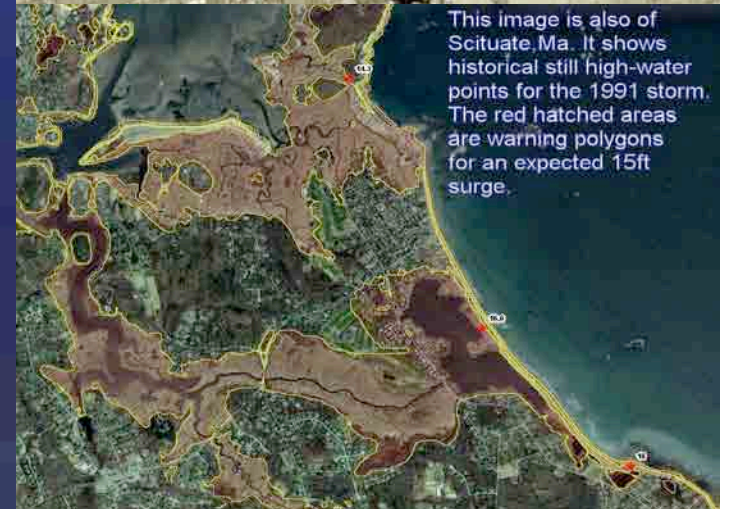 This image is also of
Scituate,Ma. It shows
historical still high-water
points for the 1991 storm.
The red hatched areas
are warning polygons
for an expected 15ft
surge.
15